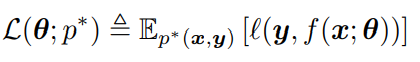 ℒ(𝜽; p*) ≜ 𝔼_{p*(𝒙,𝒚)} [ℓ(𝒚, f(𝒙; 𝜽))]